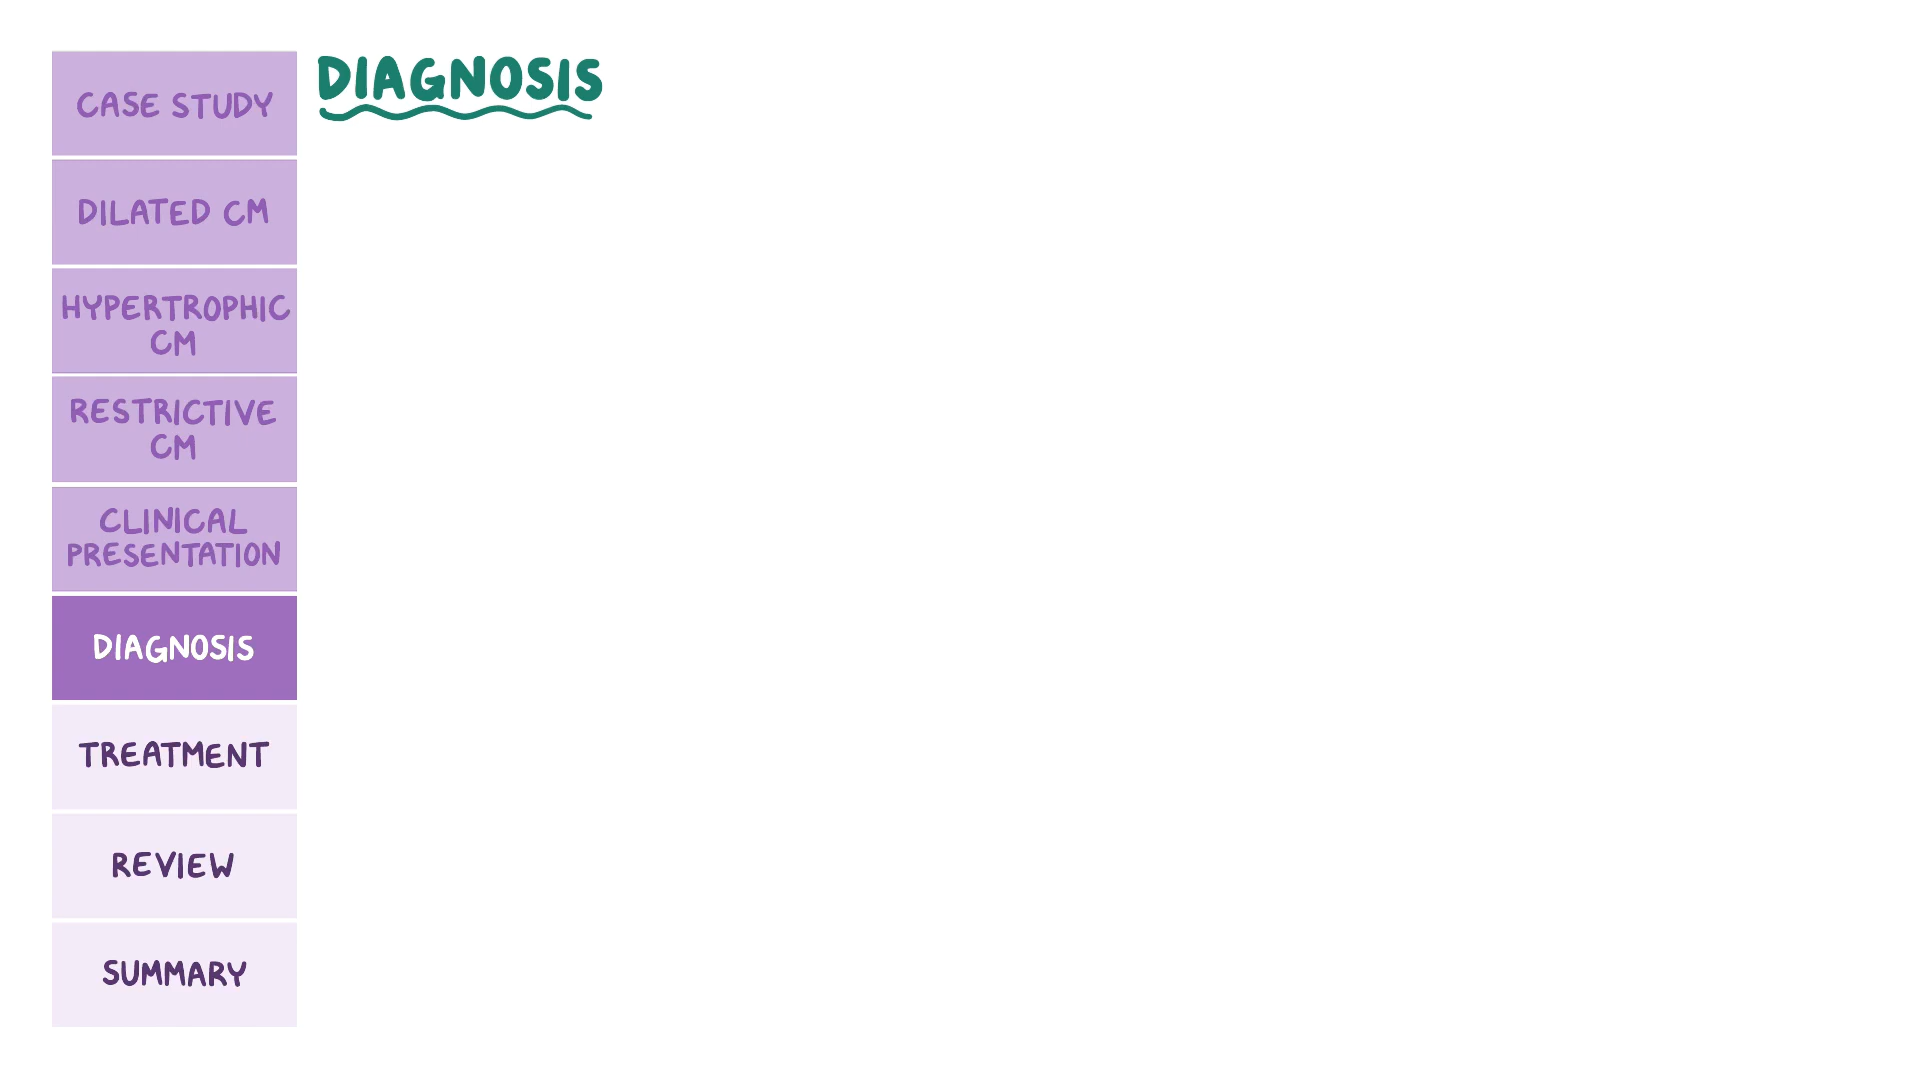 CASE STUDY
DILATED CM
HYPERTROPHIC
CM
RESTRICTIVE
CM
CLINICAL
PRESENTATION
DIAGNOSIS
TREATMENT
REVIEW
SUMMARY
DIAGNOSIS